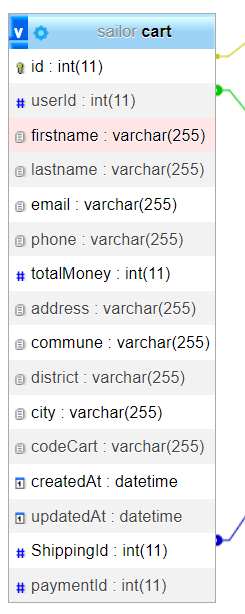 v sailor cart
id : int(11)
# userId : int(11)
firstname : varchar(255)
lastname : varchar(255)
email : varchar(255)
phone : varchar(255)
# totalMoney : int(11)
address : varchar(255)
commune : varchar(255)
district : varchar(255)
city : varchar(255)
codeCart : varchar(255)
createdAt : datetime
updatedAt : datetime
# ShippingId : int(11)
# paymentId : int(11)